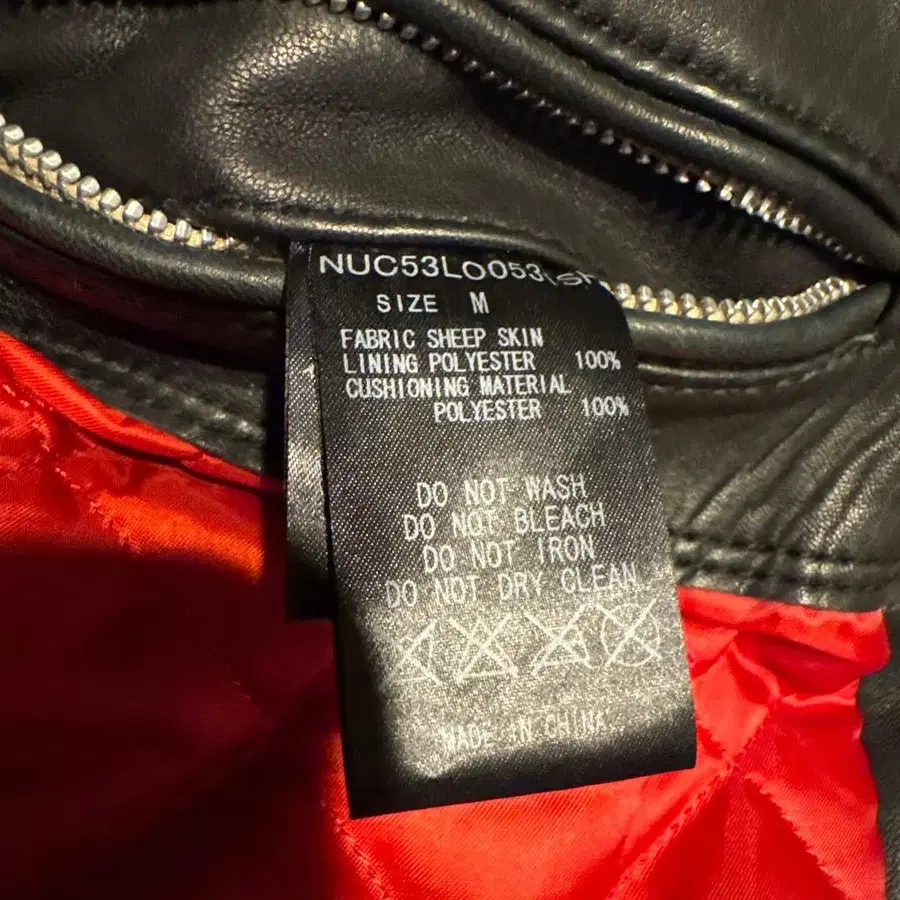 NUC53LO053(SH
SIZE M
FABRIC SHEEP SKIN
LINING POLYESTER 100%
CUSHIONING MATERIAL
POLYESTER 100%
DO NOT WASH
DO NOT BLEACH
DO NOT IRON
DO NOT DRY CLEAN
MADE IN CHINA